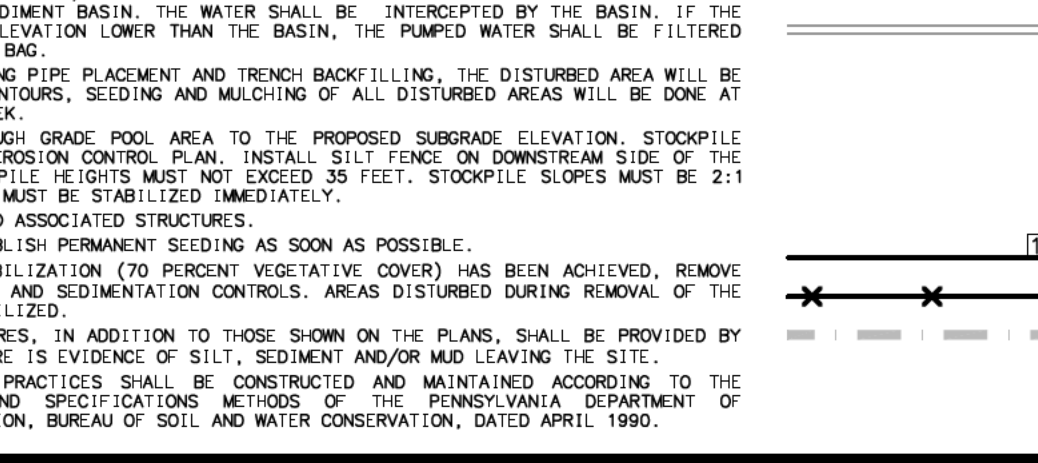 DIMENT BASIN. THE WATER SHALL BE INTERCEPTED BY THE BASIN. IF THE
LEVATION LOWER THAN THE BASIN, THE PUMPED WATER SHALL BE FILTERED
BAG.
NG PIPE PLACEMENT AND TRENCH BACKFILLING, THE DISTURBED AREA WILL BE
NTOURS, SEEDING AND MULCHING OF ALL DISTURBED AREAS WILL BE DONE AT
EK.
UGH GRADE POOL AREA TO THE PROPOSED SUBGRADE ELEVATION. STOCKPILE
EROSION CONTROL PLAN. INSTALL SILT FENCE ON DOWNSTREAM SIDE OF THE
PILE HEIGHTS MUST NOT EXCEED 35 FEET. STOCKPILE SLOPES MUST BE 2:1
MUST BE STABILIZED IMMEDIATELY.
D ASSOCIATED STRUCTURES.
BLISH PERMANENT SEEDING AS SOON AS POSSIBLE.
BILIZATION (70 PERCENT VEGETATIVE COVER) HAS BEEN ACHIEVED, REMOVE
AND SEDIMENTATION CONTROLS. AREAS DISTURBED DURING REMOVAL OF THE
LIZED.
RES, IN ADDITION TO THOSE SHOWN ON THE PLANS, SHALL BE PROVIDED BY
RE IS EVIDENCE OF SILT, SEDIMENT AND/OR MUD LEAVING THE SITE.
PRACTICES SHALL BE CONSTRUCTED AND MAINTAINED ACCORDING TO THE
ND SPECIFICATIONS METHODS OF THE PENNSYLVANIA DEPARTMENT OF
ON, BUREAU OF SOIL AND WATER CONSERVATION, DATED APRIL 1990.
1